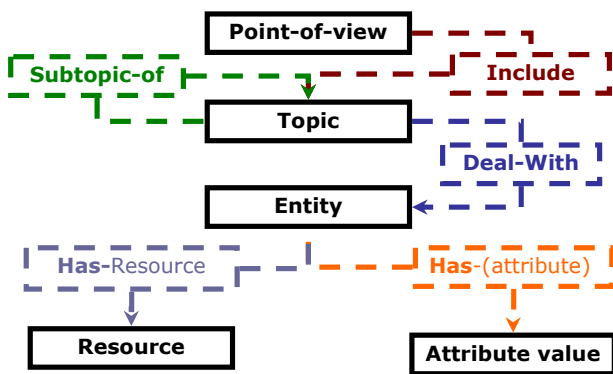 Point-of-view
Subtopic-of
Include
Topic
Deal-With
Entity
Has-Resource
Has-(attribute)
Resource
Attribute value